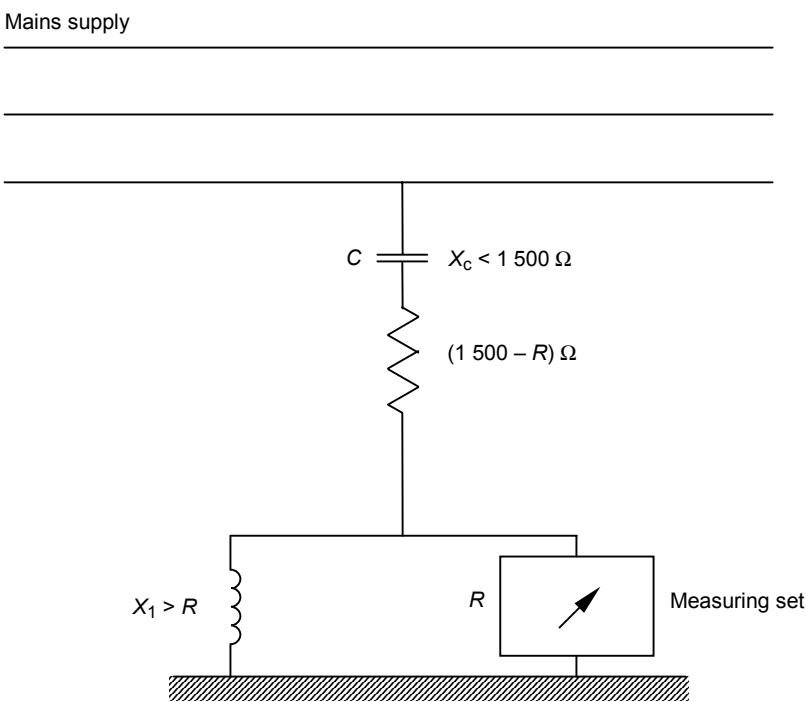 Mains supply
C
X_c < 1 500 Ω
(1 500 – R) Ω
X_1 > R
R
Measuring set